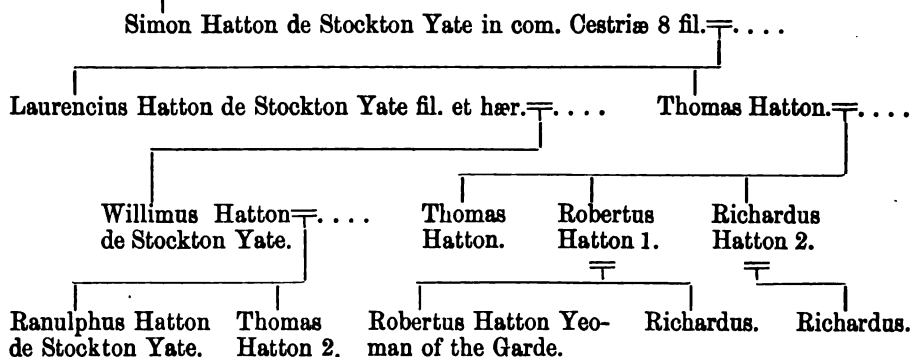 Simon Hatton de Stockton Yate in com. Cestriæ 8 fil. . . . .
Laurencius Hatton de Stockton Yate fil. et hær. . . . . Thomas Hatton. . . . .
Willimus Hatton . . . . Thomas Robertus Richardus
de Stockton Yate. Hatton. Hatton 1. Hatton 2.
Ranulphus Hatton Thomas Robertus Hatton Yeo- Richardus. Richardus.
de Stockton Yate. Hatton 2. man of the Garde.